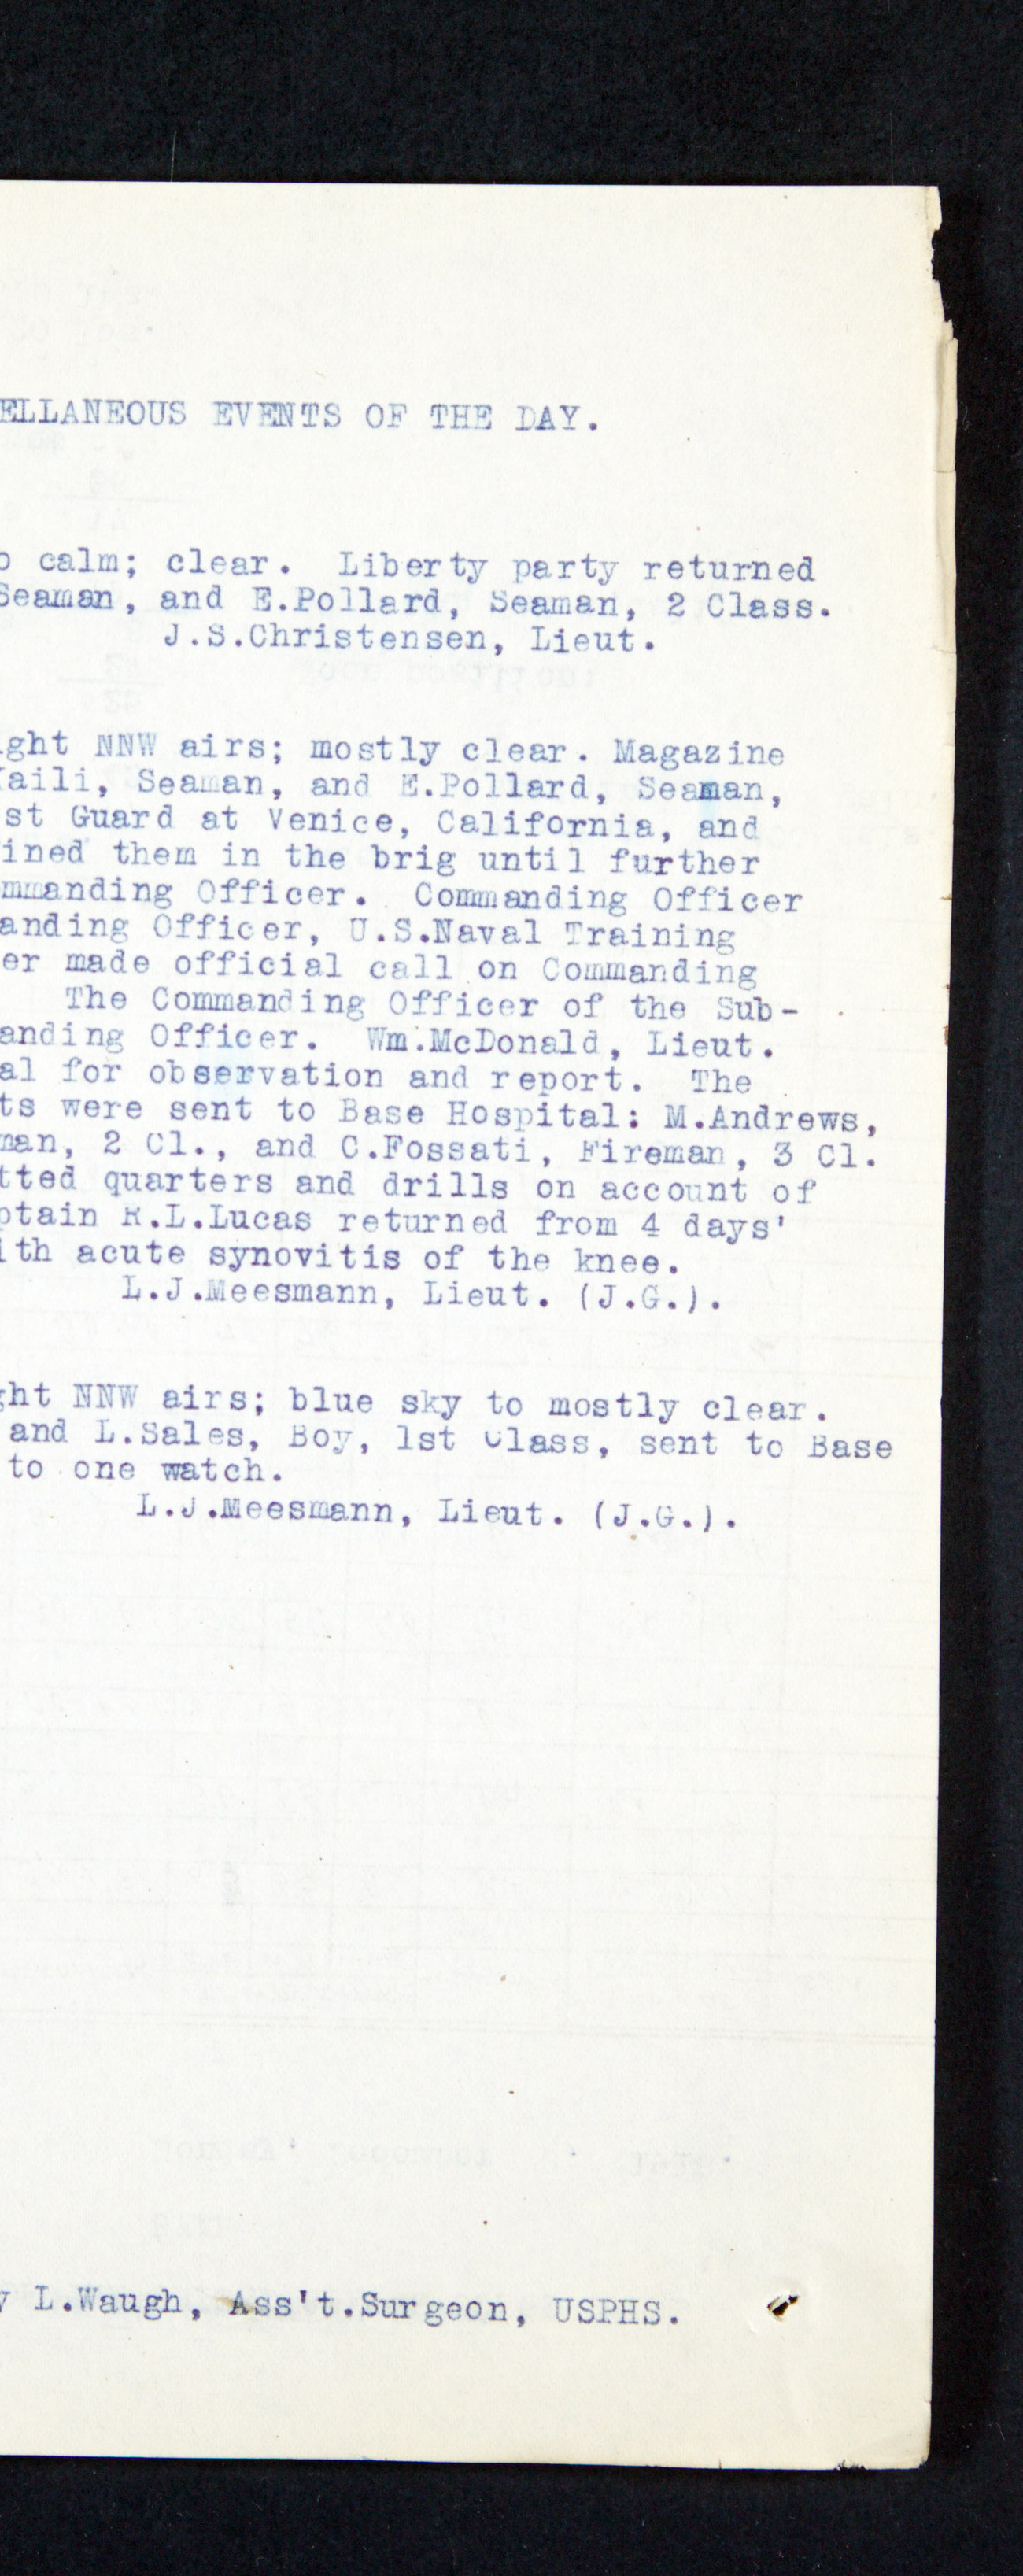 ELLANEOUS EVENTS OF THE DAY.
calm; clear. Liberty party returned
Seaman, and E.Pollard, Seaman, 2 Class.
J.S.Christensen, Lieut.
ght NNW airs; mostly clear. Magazine
aili, Seaman, and E.Pollard, Seaman,
st Guard at Venice, California, and
ined them in the brig until further
mmanding Officer. Commanding Officer
anding Officer, U.S.Naval Training
er made official call on Commanding
The Commanding Officer of the Sub-
anding Officer. Wm.McDonald, Lieut.
al for observation and report. The
ts were sent to Base Hospital: M.Andrews,
man, 2 Cl., and C.Fossati, Fireman, 3 Cl.
tted quarters and drills on account of
ptain R.L.Lucas returned from 4 days'
ith acute synovitis of the knee.
L.J.Meesmann, Lieut. (J.G.).
ght NNW airs; blue sky to mostly clear.
and L.Sales, Boy, 1st Class, sent to Base
to one watch.
L.J.Meesmann, Lieut. (J.G.).
L.Waugh, Ass't.Surgeon, USPHS.